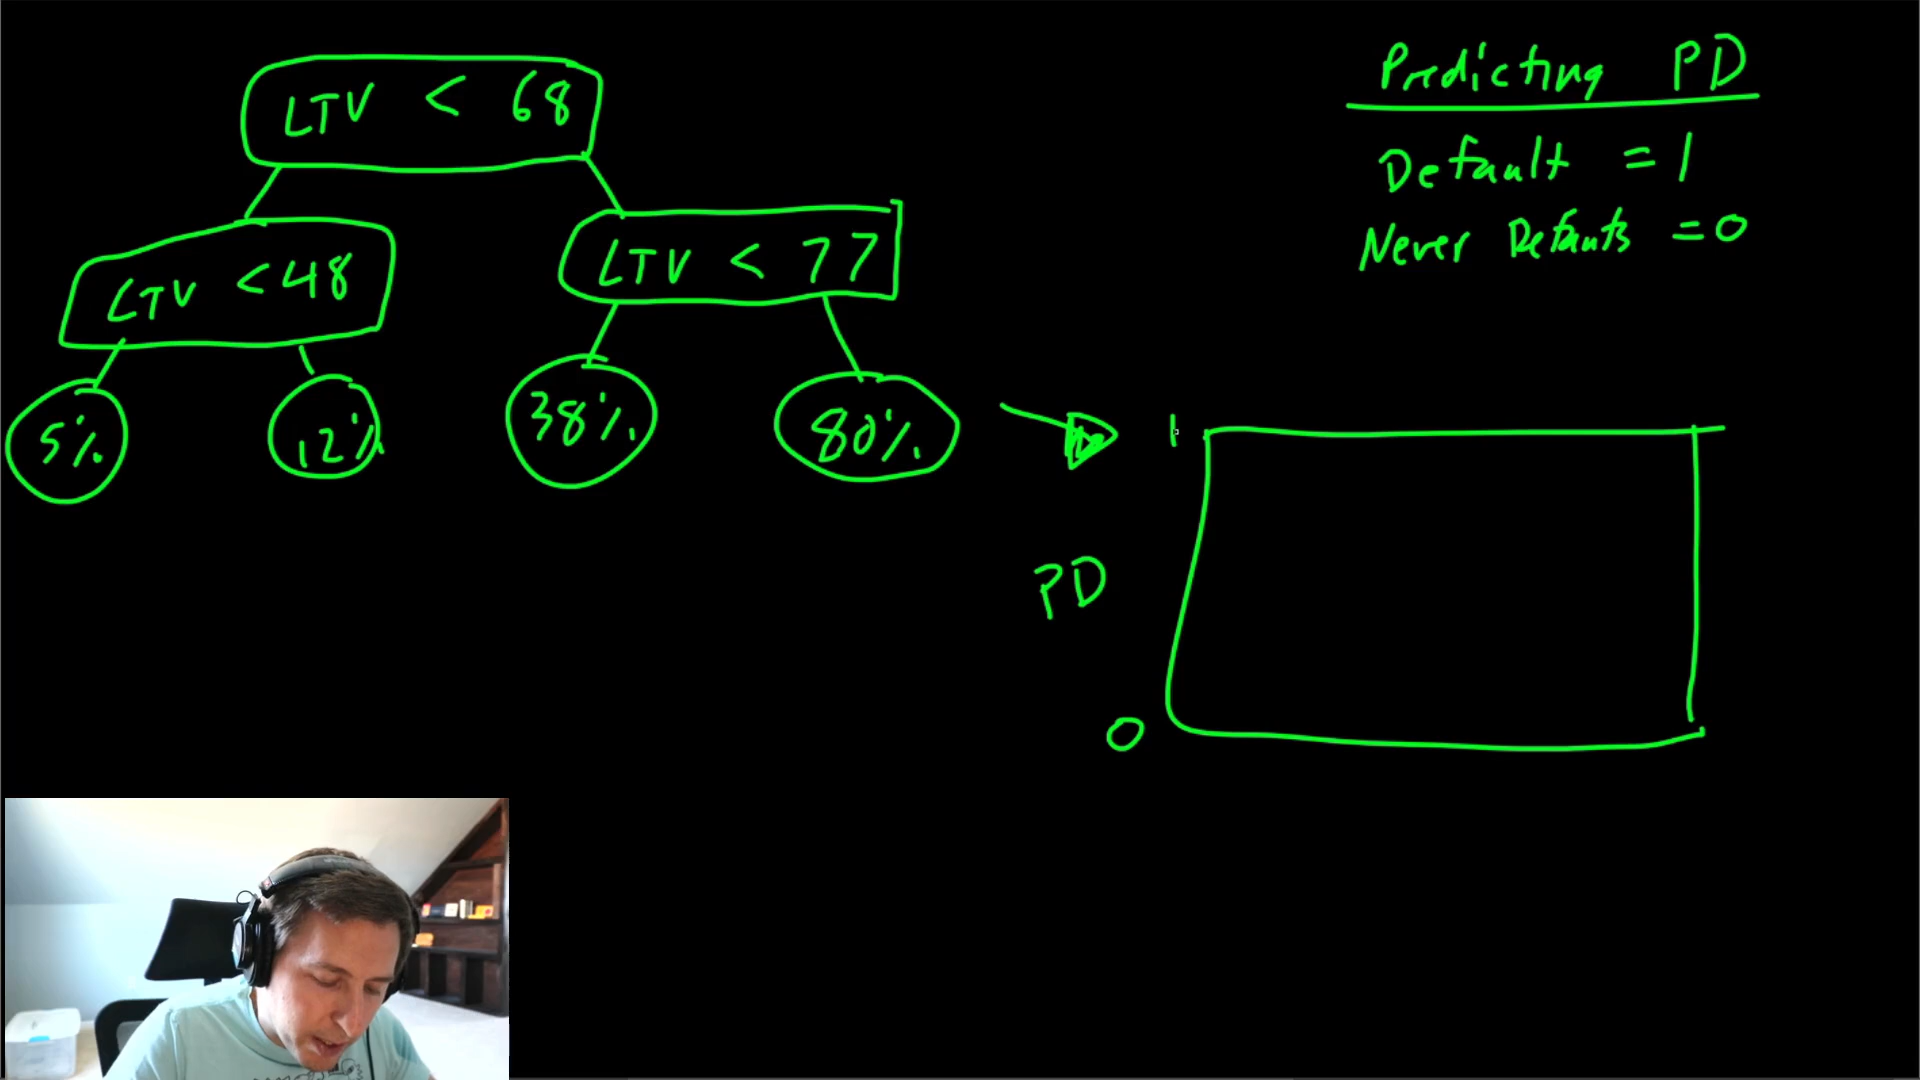 LTV < 68
LTV < 48
LTV < 77
5%
12%
38%
80%
Predicting PD
Default = 1
Never Defaults = 0
1
PD
0